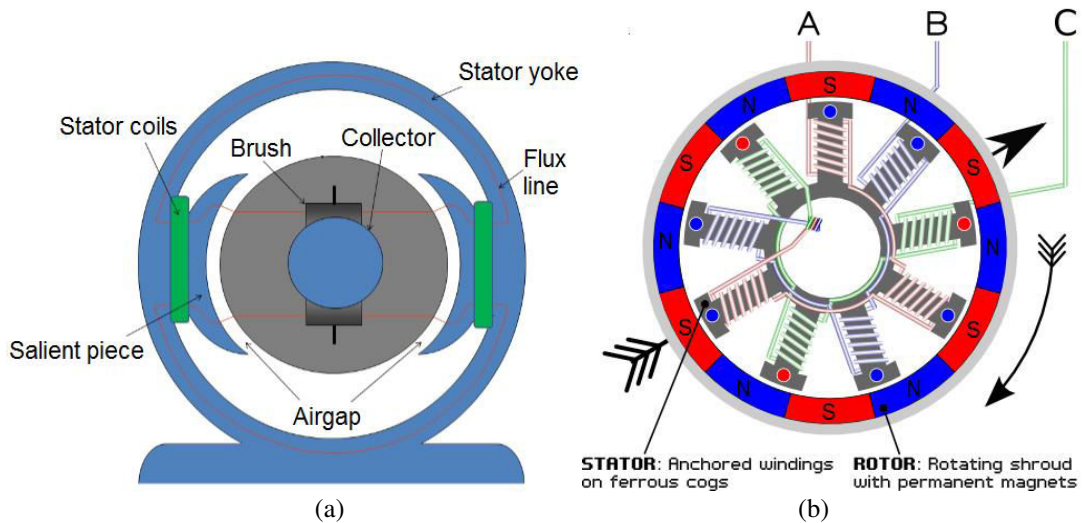 Stator yoke
Stator coils
Brush
Collector
Flux
line
Salient piece
Airgap
(a)
A
B
C
S
N
S
N
S
N
S
N
S
N
S
N
STATOR: Anchored windings
on ferrous cogs
ROTOR: Rotating shroud
with permanent magnets
(b)